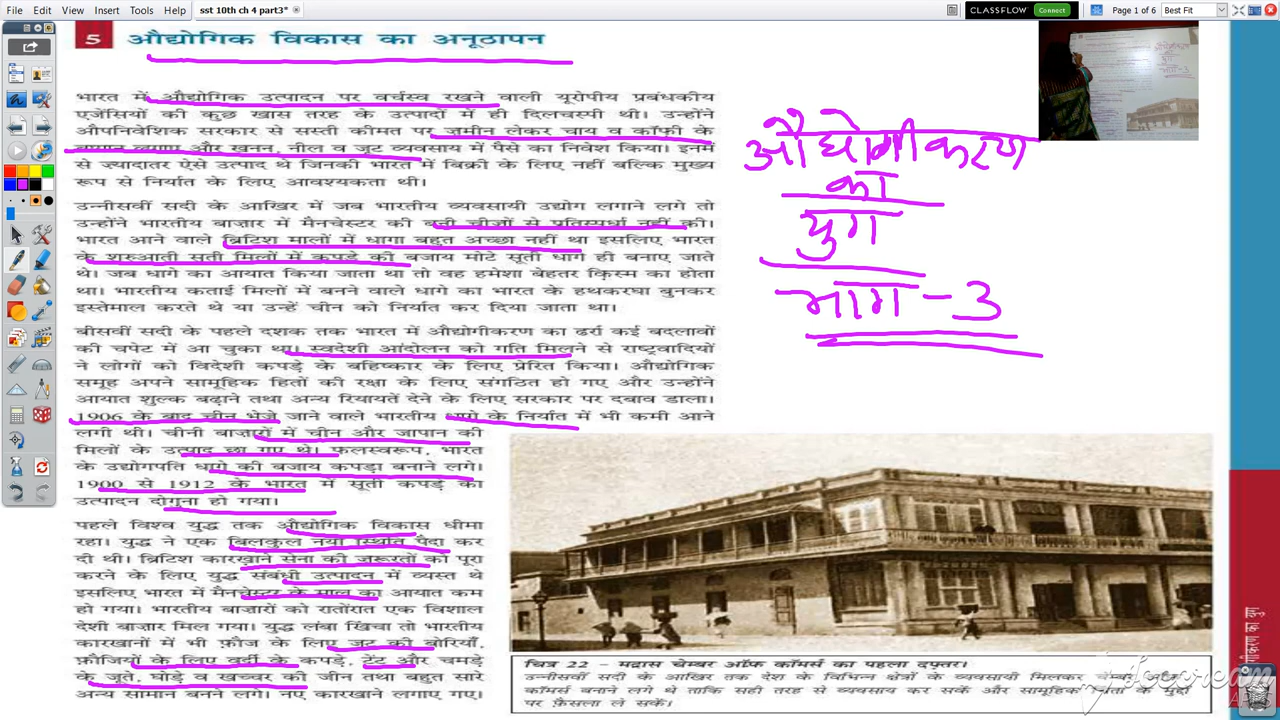 File Edit View Insert Tools Help sst 10th ch 4 part3*
CLASSFLOW Connect Page 1 of 6 Best Fit
5 औद्योगिक विकास का अनूठापन
भारत में औद्योगिक उत्पादन पर वर्चस्व रखने वाली यूरोपीय प्रबंधकीय
एजेंसियों की कुछ खास तरह के उत्पादों में ही दिलचस्पी थी। उन्होंने
औपनिवेशिक सरकार से सस्ती कीमत पर ज़मीन लेकर चाय व कॉफ़ी के
बाग़ान लगाए और खनन, नील व जूट व्यवसाय में पैसे का निवेश किया। इनमें
से ज़्यादातर ऐसे उत्पाद थे जिनकी भारत में बिक्री के लिए नहीं बल्कि मुख्य
रूप से निर्यात के लिए आवश्यकता थी।
उन्नीसवीं सदी के आखिर में जब भारतीय व्यवसायी उद्योग लगाने लगे तो
उन्होंने भारतीय बाज़ार में मैनचेस्टर की बनी चीज़ों से प्रतिस्पर्धा नहीं की।
भारत आने वाले ब्रिटिश मालों में धागा बहुत अच्छा नहीं था इसलिए भारत
के शुरुआती सूती मिलों में कपड़े की बजाय मोटे सूती धागे ही बनाए जाते
थे। जब धागे का आयात किया जाता था तो वह हमेशा बेहतर क़िस्म का होता
था। भारतीय कताई मिलों में बनने वाले धागे का भारत के हथकरघा बुनकर
इस्तेमाल करते थे या उन्हें चीन को निर्यात कर दिया जाता था।
बीसवीं सदी के पहले दशक तक भारत में औद्योगीकरण का ढर्रा कई बदलावों
की चपेट में आ चुका था। स्वदेशी आंदोलन को गति मिलने से राष्ट्रवादियों
ने लोगों को विदेशी कपड़े के बहिष्कार के लिए प्रेरित किया। औद्योगिक
समूह अपने सामूहिक हितों की रक्षा के लिए संगठित हो गए और उन्होंने
आयात शुल्क बढ़ाने तथा अन्य रियायतें देने के लिए सरकार पर दबाव डाला।
1906 के बाद चीन भेजे जाने वाले भारतीय धागे के निर्यात में भी कमी आने
लगी थी। चीनी बाज़ारों में चीन और जापान की
मिलों के उत्पाद छा गए थे। फलस्वरूप, भारत
के उद्योगपति धागे की बजाय कपड़ा बनाने लगे।
1900 से 1912 के भारत में सूती कपड़े का
उत्पादन दोगुना हो गया।
पहले विश्व युद्ध तक औद्योगिक विकास धीमा
रहा। युद्ध ने एक बिलकुल नयी स्थिति पैदा कर
दी थी। ब्रिटिश कारख़ाने सेना की ज़रूरतों को पूरा
करने के लिए युद्ध संबंधी उत्पादन में व्यस्त थे
इसलिए भारत में मैनचेस्टर के माल का आयात कम
हो गया। भारतीय बाज़ारों को रातोंरात एक विशाल
देशी बाज़ार मिल गया। युद्ध लंबा खिंचा तो भारतीय
कारखानों में भी फ़ौज के लिए जूट की बोरियाँ,
फ़ौजियों के लिए वर्दी के कपड़े, टेंट और चमड़े
के जूते, घोड़े व खच्चर की जीन तथा बहुत सारे
अन्य सामान बनने लगे। नए कारखाने लगाए गए।
औद्योगीकरण
का
युग
भाग - 3
चित्र 22 – मद्रास चेम्बर ऑफ़ कॉमर्स का पहला दफ़्तर।
उन्नीसवीं सदी के आखिर तक देश के विभिन्न क्षेत्रों के व्यवसायी मिलकर
कॉमर्स बनाने लगे थे ताकि सही तरह से व्यवसाय कर सकें और सामूहिक
पर फ़ैसला ले सकें।